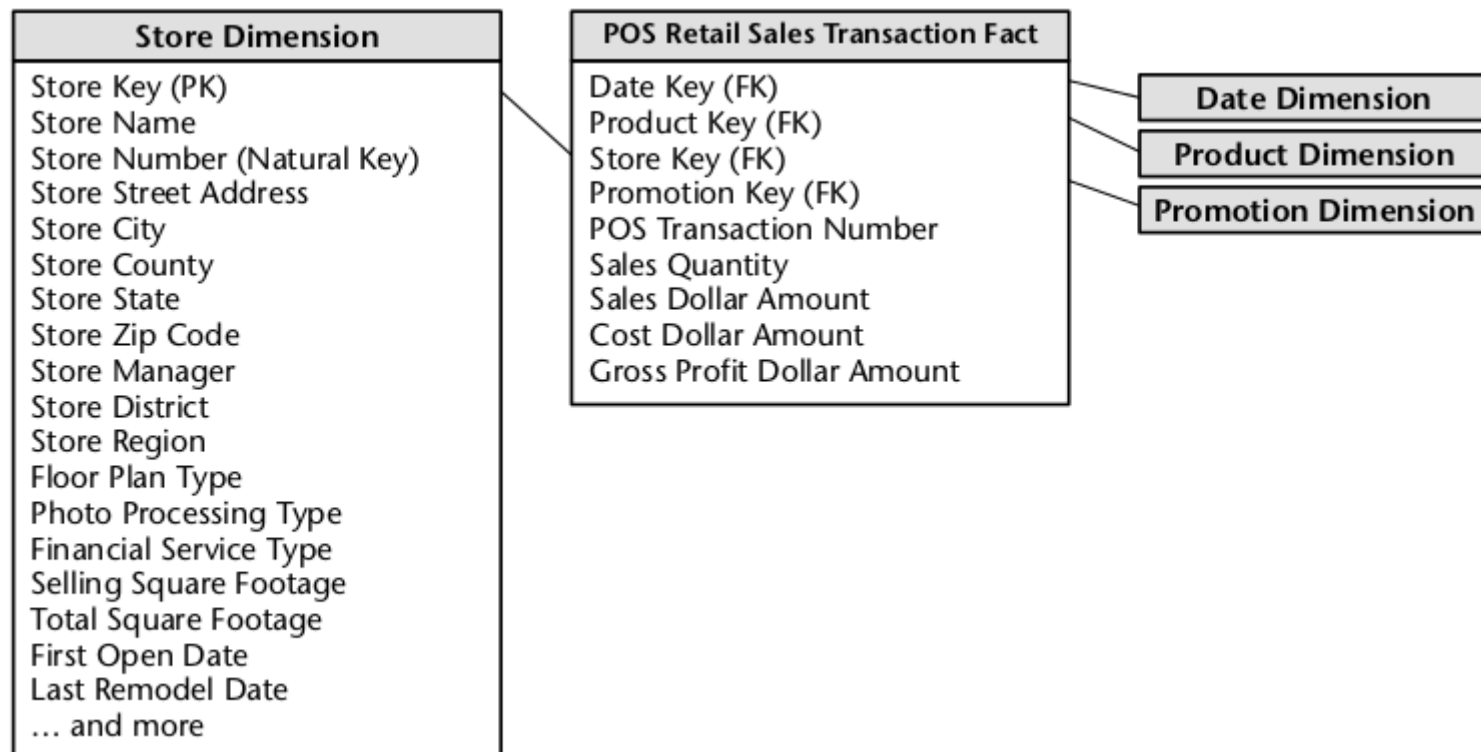 Store Dimension
Store Key (PK)
Store Name
Store Number (Natural Key)
Store Street Address
Store City
Store County
Store State
Store Zip Code
Store Manager
Store District
Store Region
Floor Plan Type
Photo Processing Type
Financial Service Type
Selling Square Footage
Total Square Footage
First Open Date
Last Remodel Date
… and more
POS Retail Sales Transaction Fact
Date Key (FK)
Product Key (FK)
Store Key (FK)
Promotion Key (FK)
POS Transaction Number
Sales Quantity
Sales Dollar Amount
Cost Dollar Amount
Gross Profit Dollar Amount
Date Dimension
Product Dimension
Promotion Dimension